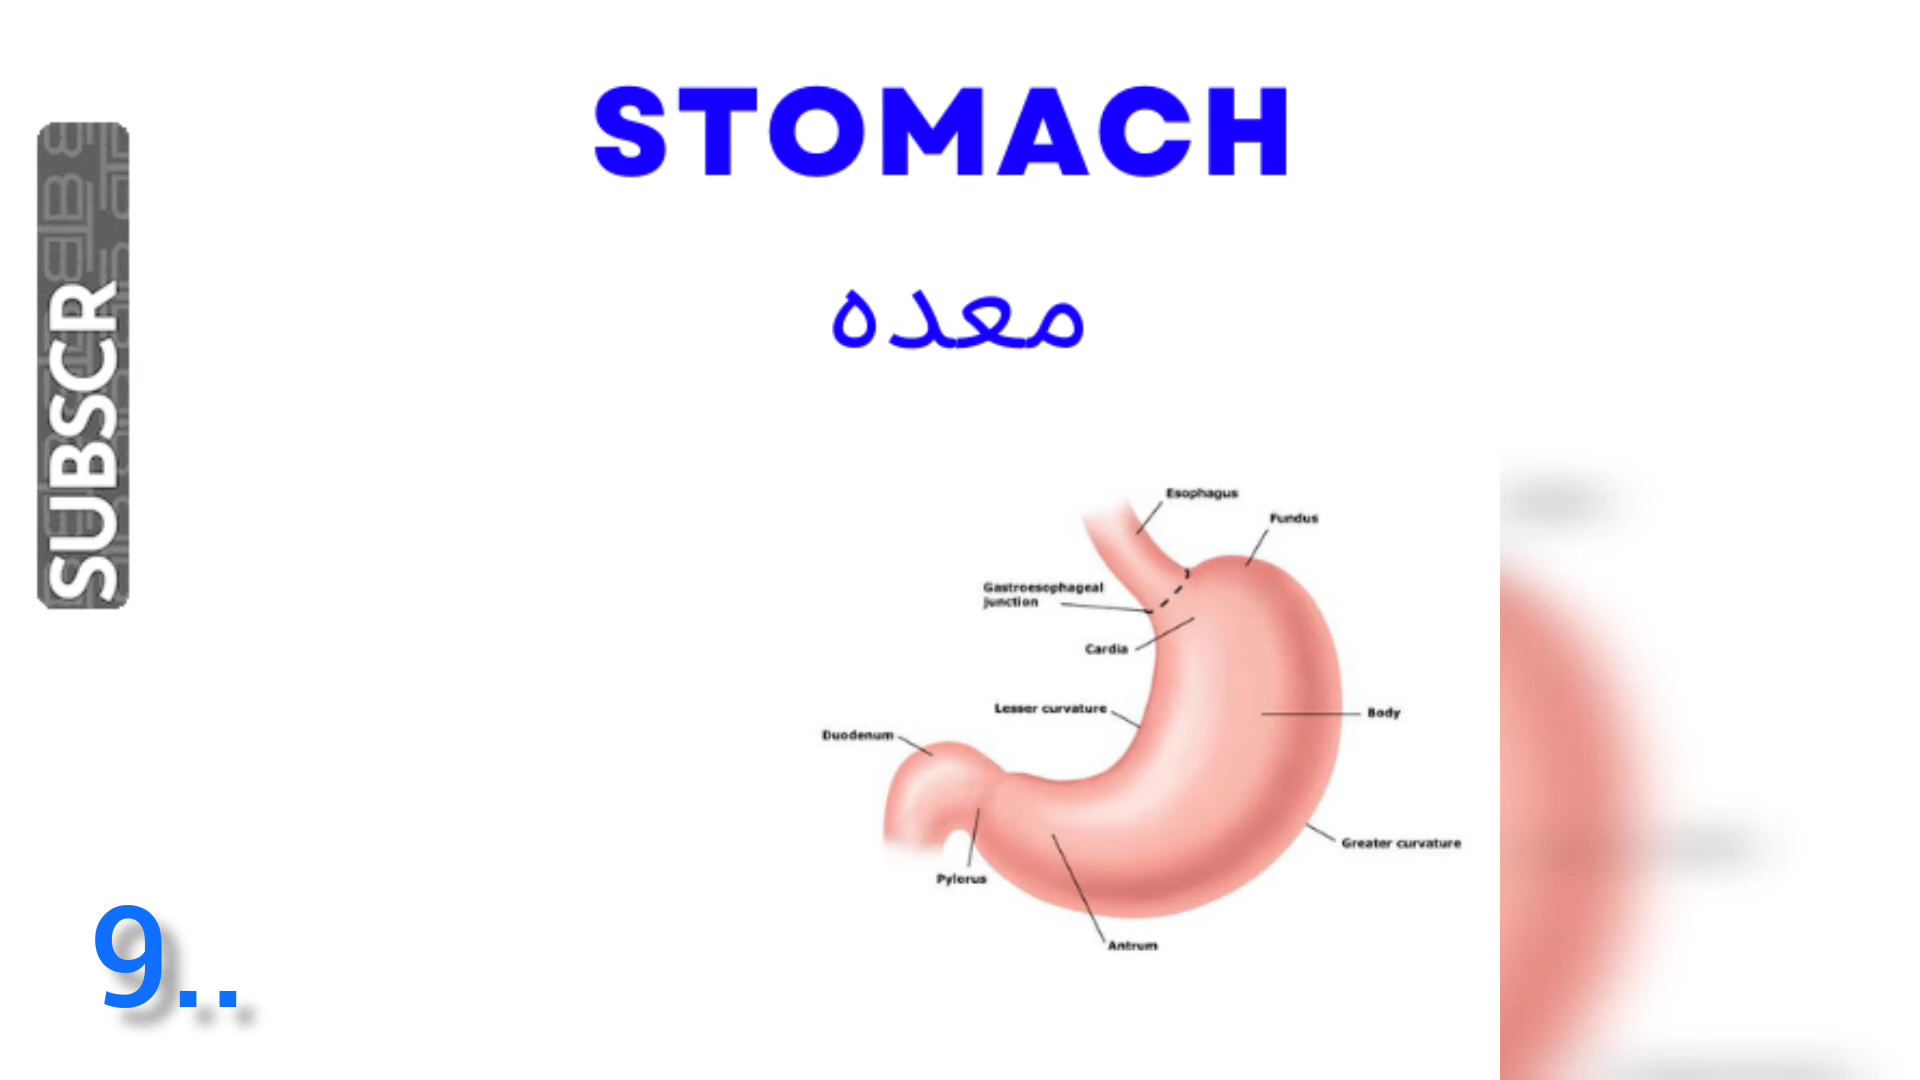 STOMACH
معده
SUBSCR
Esophagus
Fundus
Gastroesophageal
junction
Cardia
Lesser curvature
Body
Duodenum
Greater curvature
Pylorus
Antrum
9..